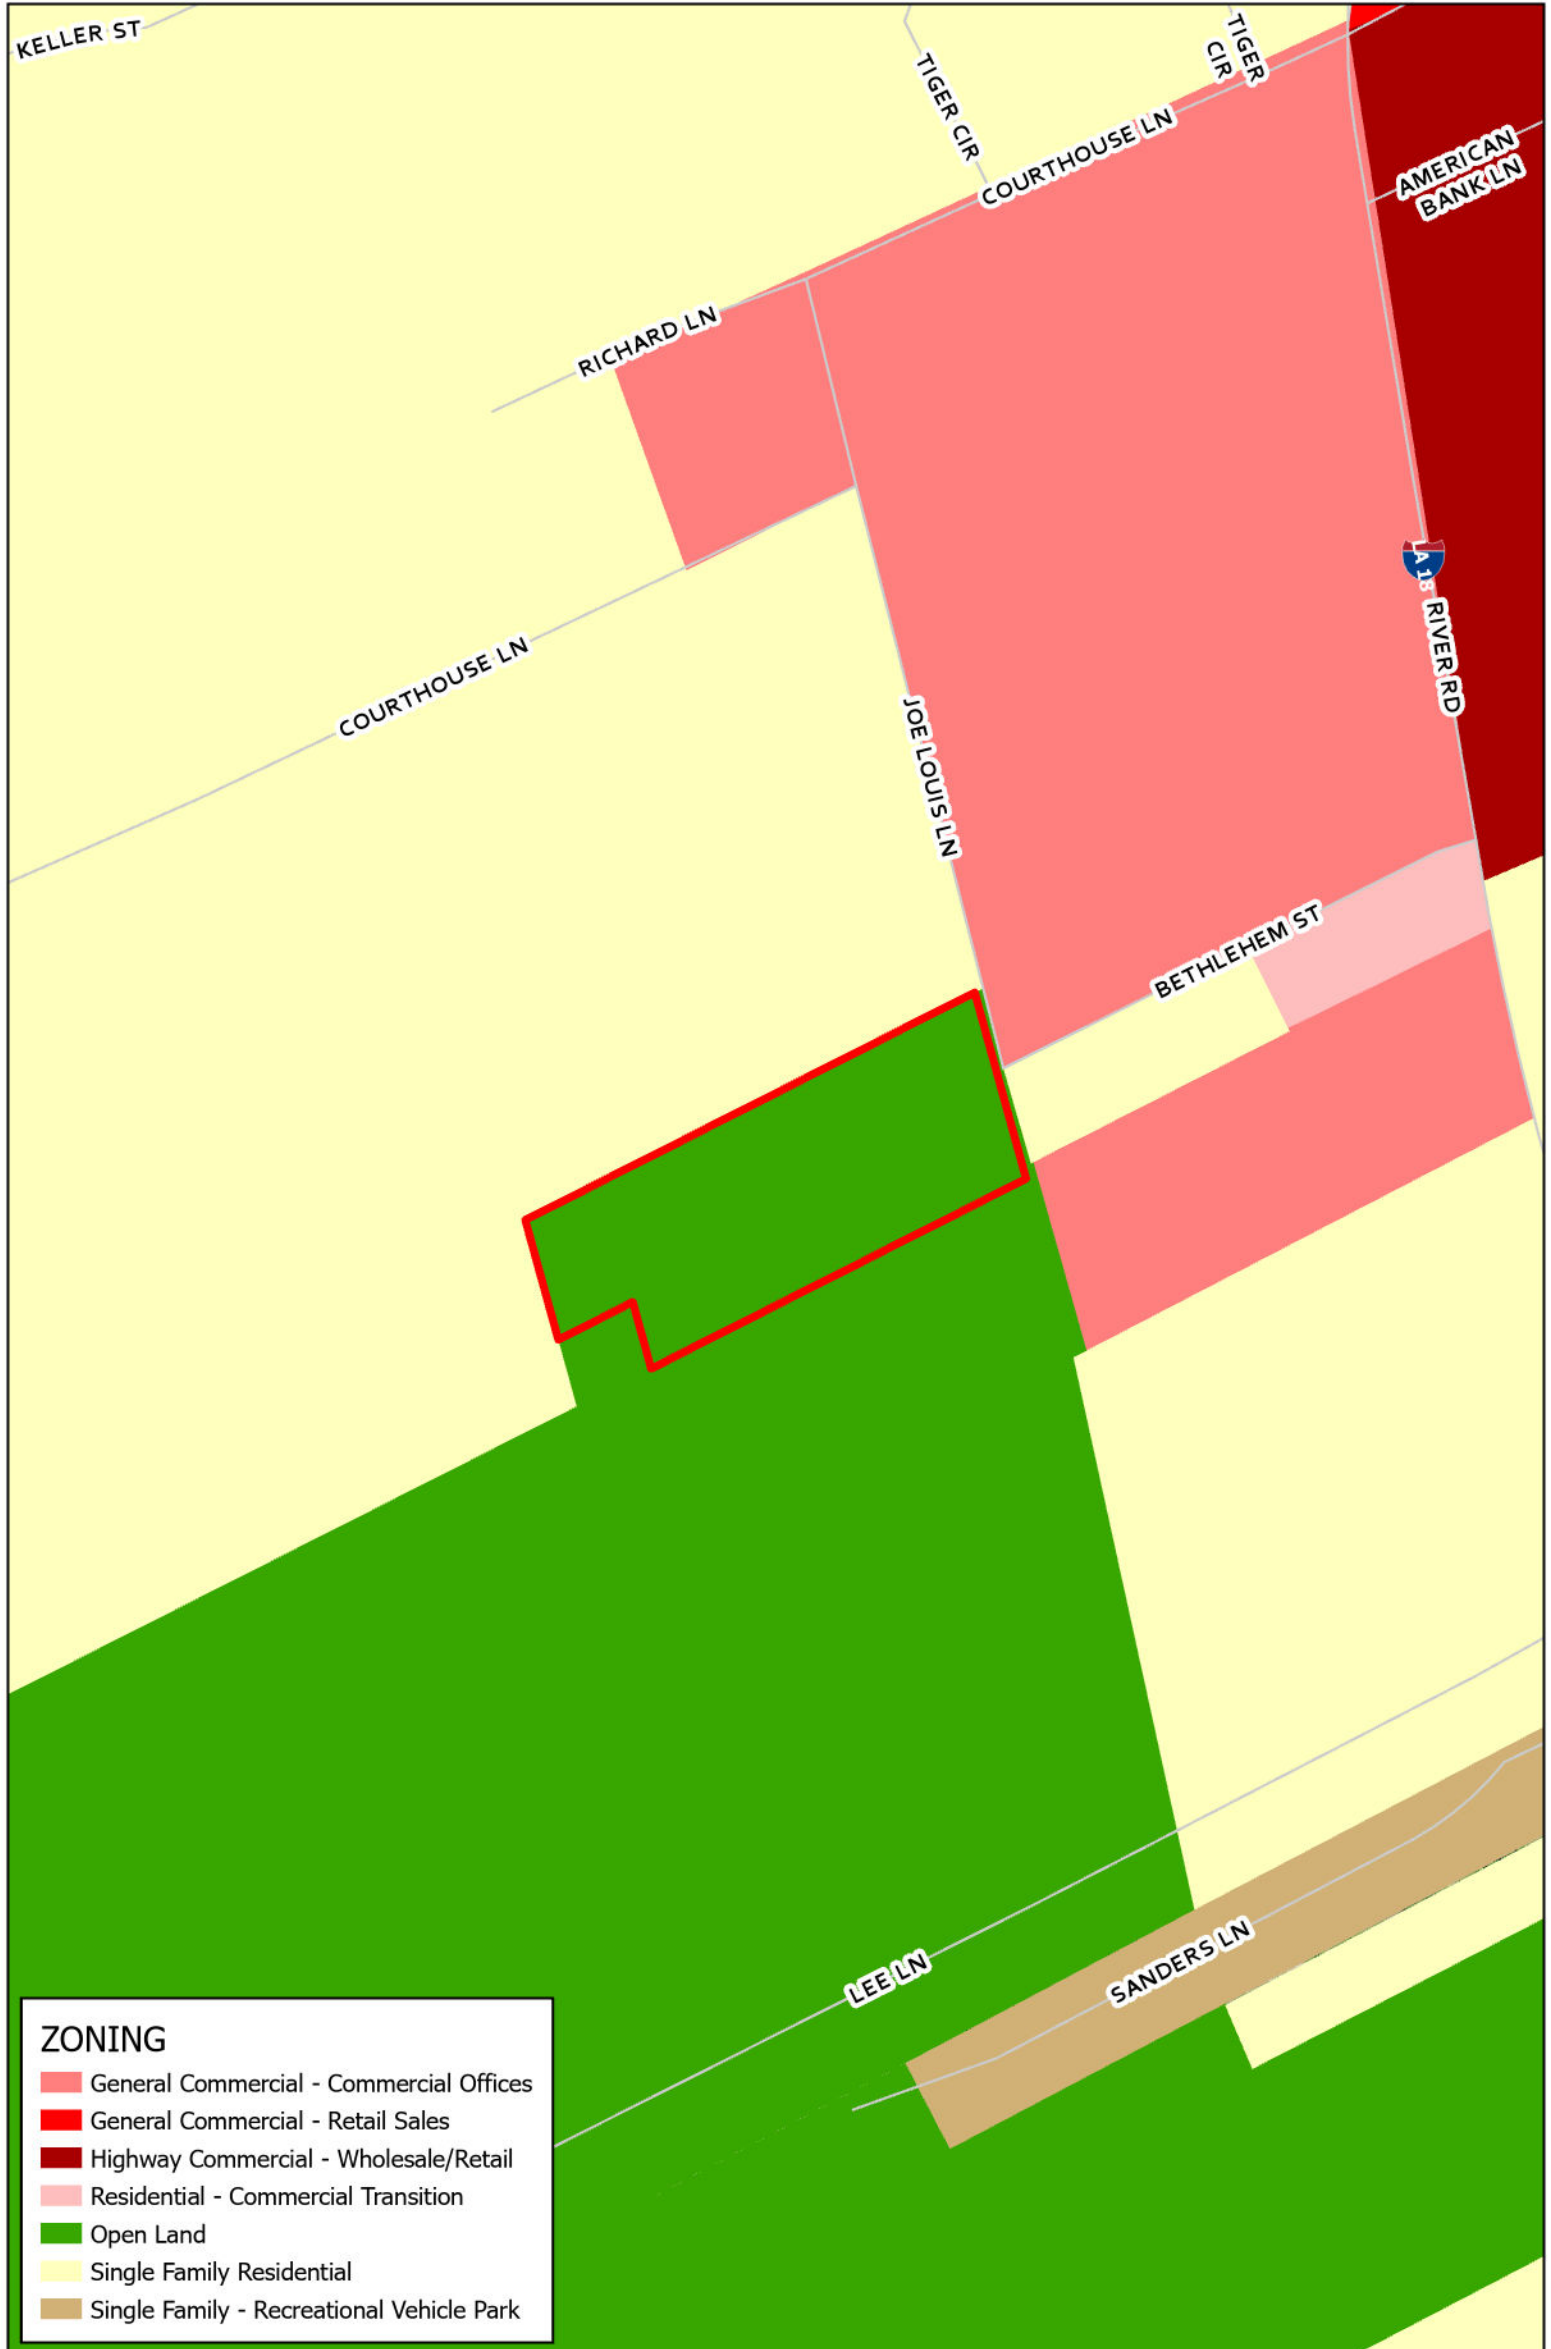 KELLER ST
TIGER CIR
TIGER
CIR
COURTHOUSE LN
AMERICAN
BANK LN
RICHARD LN
LA 18
RIVER RD
COURTHOUSE LN
JOE LOUIS LN
BETHLEHEM ST
LEE LN
SANDERS LN
ZONING
General Commercial - Commercial Offices
General Commercial - Retail Sales
Highway Commercial - Wholesale/Retail
Residential - Commercial Transition
Open Land
Single Family Residential
Single Family - Recreational Vehicle Park